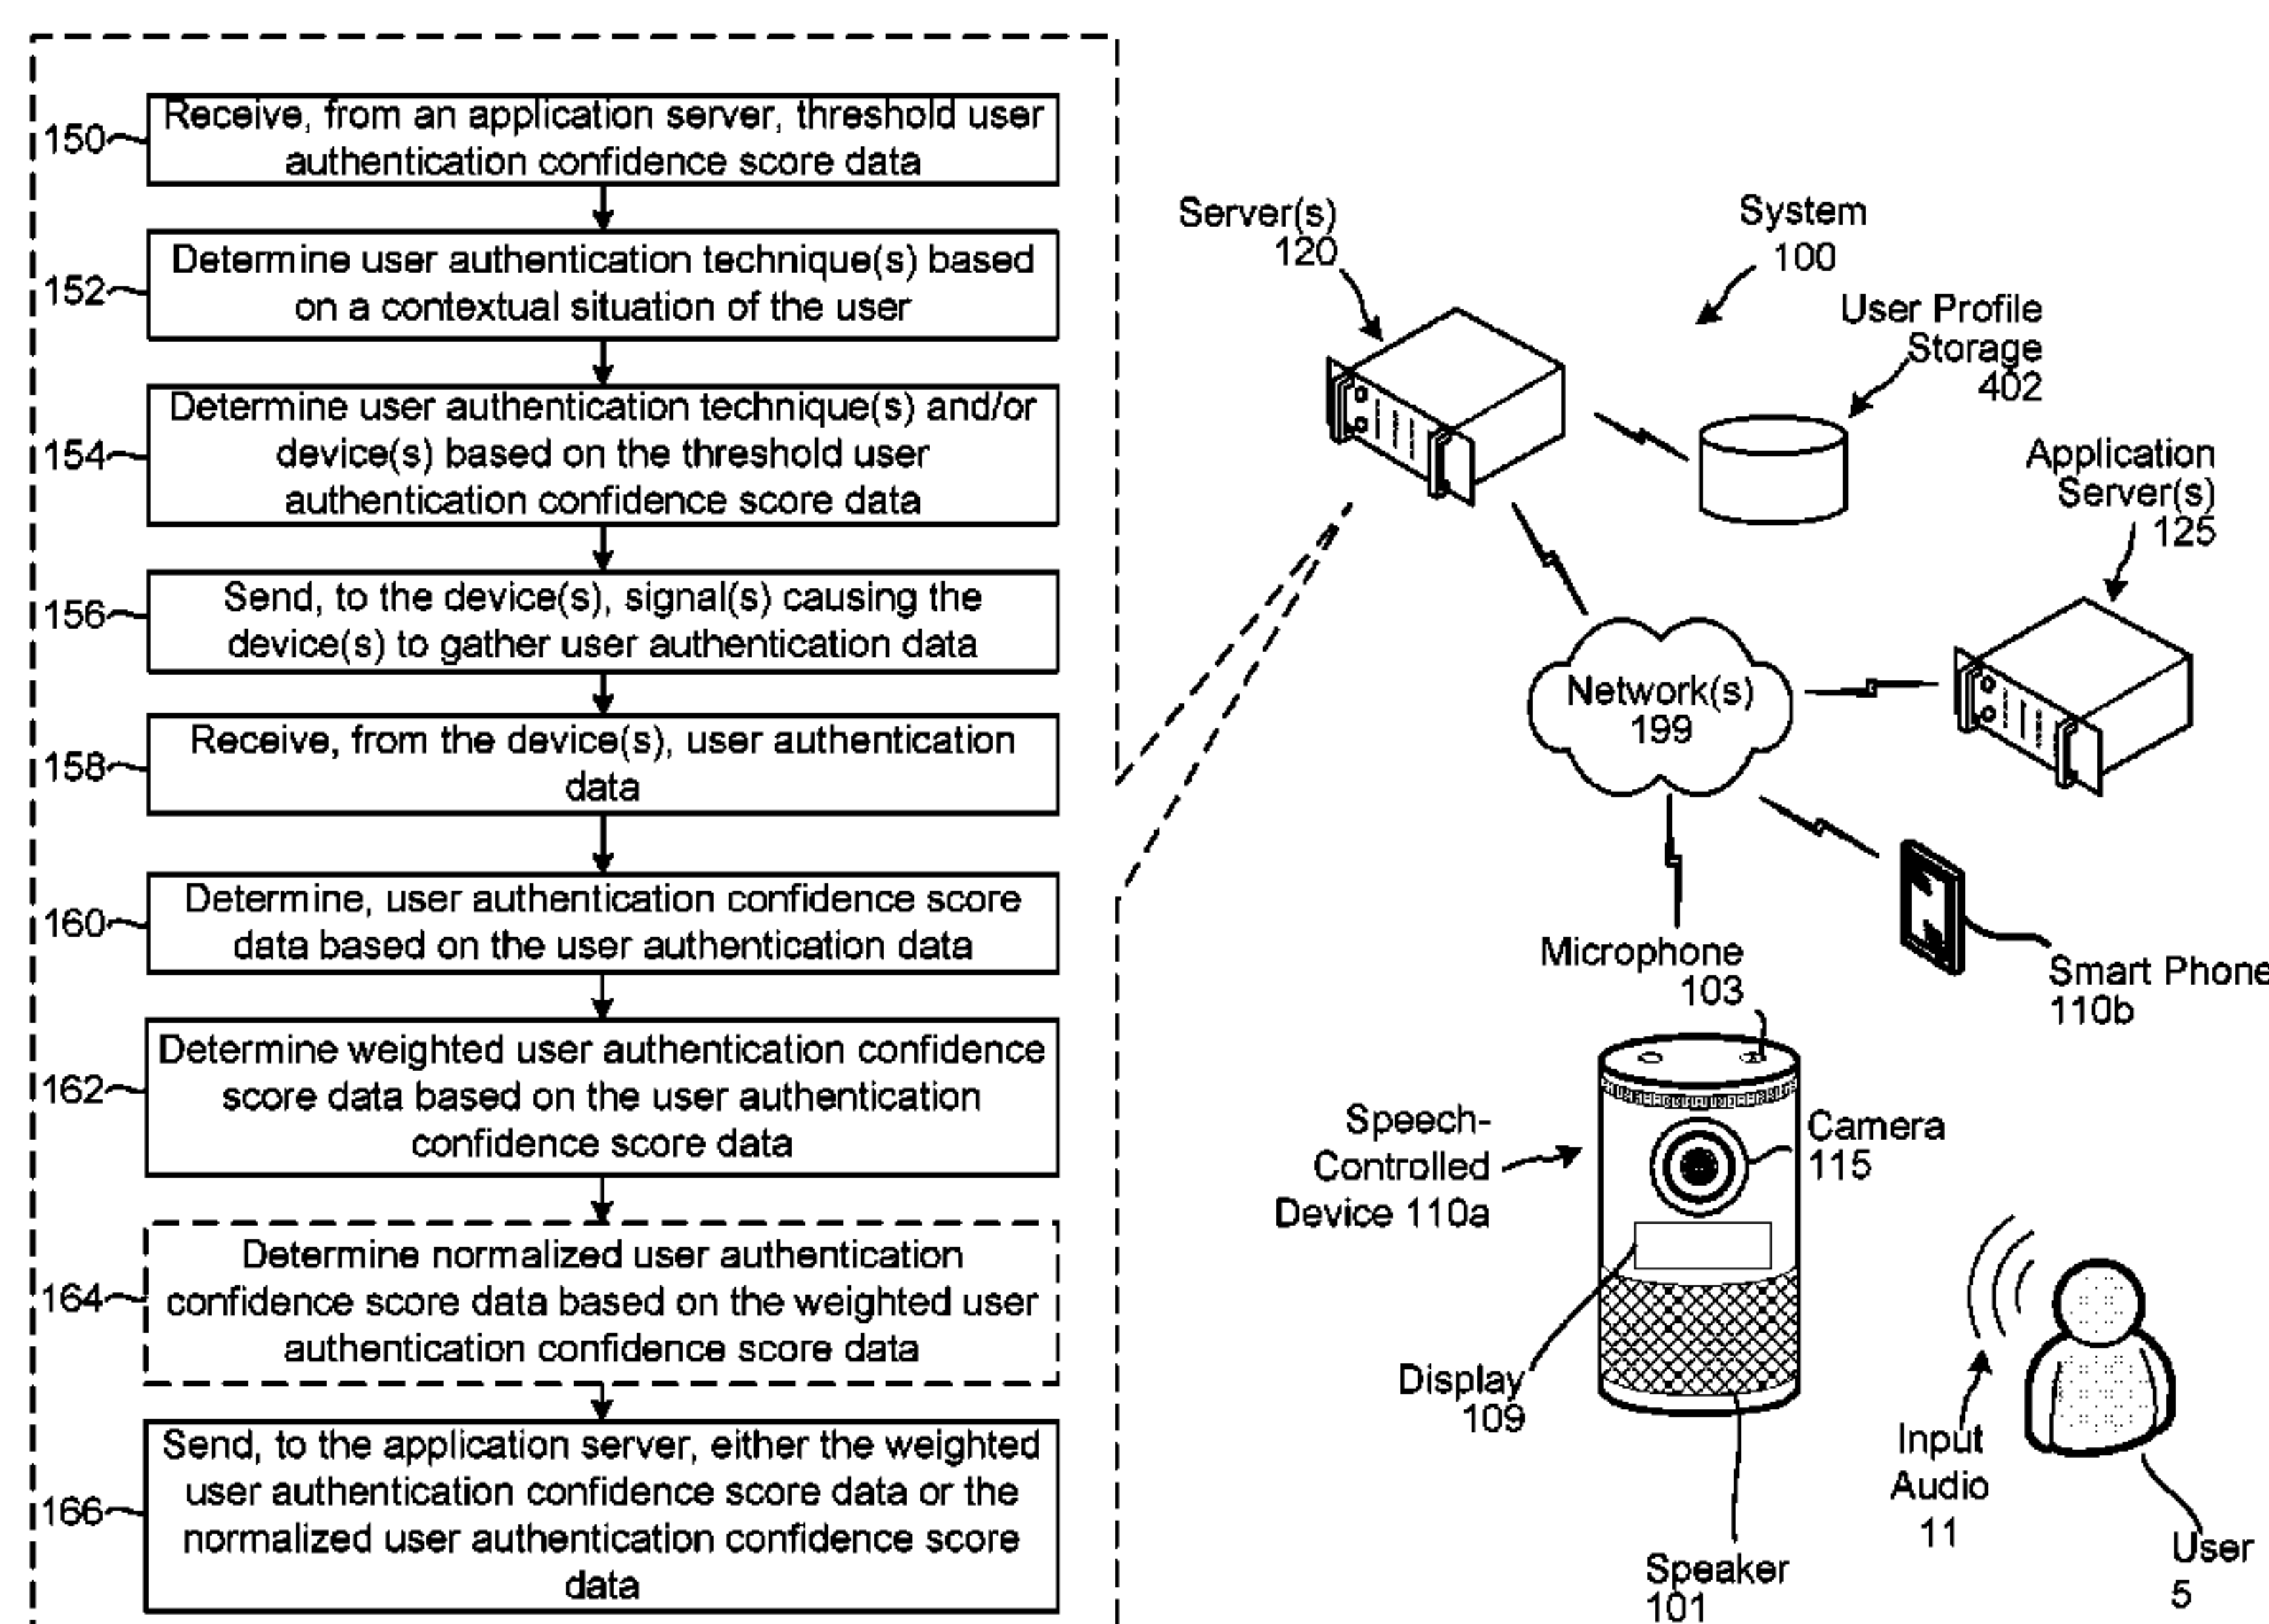 150
Receive, from an application server, threshold user
authentication confidence score data
152
Determine user authentication technique(s) based
on a contextual situation of the user
154
Determine user authentication technique(s) and/or
device(s) based on the threshold user
authentication confidence score data
156
Send, to the device(s), signal(s) causing the
device(s) to gather user authentication data
158
Receive, from the device(s), user authentication
data
160
Determine, user authentication confidence score
data based on the user authentication data
162
Determine weighted user authentication confidence
score data based on the user authentication
confidence score data
164
Determine normalized user authentication
confidence score data based on the weighted user
authentication confidence score data
166
Send, to the application server, either the weighted
user authentication confidence score data or the
normalized user authentication confidence score
data
Server(s)
120
System
100
User Profile
Storage
402
Application
Server(s)
125
Network(s)
199
Smart Phone
110b
Microphone
103
Speech-
Controlled
Device 110a
Camera
115
Display
109
Speaker
101
Input
Audio
11
User
5